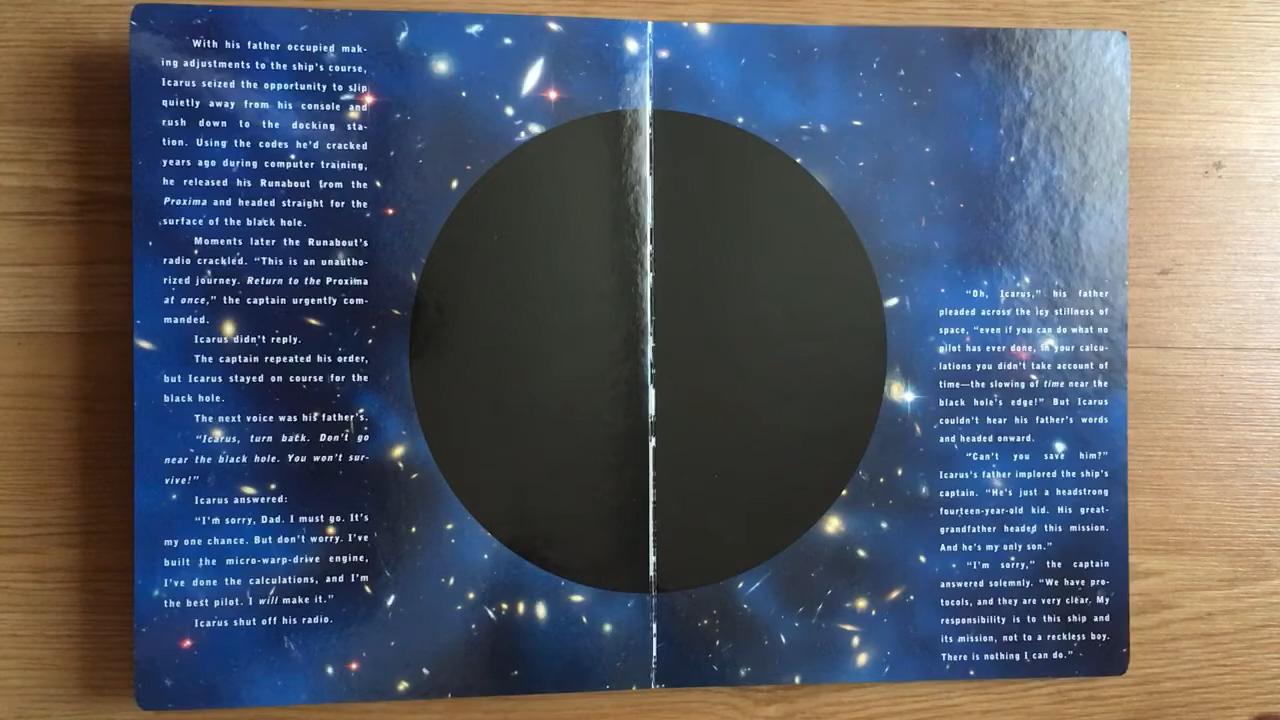 With his father occupied mak-
ing adjustments to the ship's course,
Icarus seized the opportunity to slip
quietly away from his console and
rush down to the docking sta-
tion. Using the codes he'd cracked
years ago during computer training,
he released his Runabout from the
Proxima and headed straight for the
surface of the black hole.
Moments later the Runabout's
radio crackled. “This is an unautho-
rized journey. Return to the Proxima
at once,” the captain urgently com-
manded.
Icarus didn't reply.
The captain repeated his order,
but Icarus stayed on course for the
black hole.
The next voice was his father's.
“Icarus, turn back. Don't go
near the black hole. You won't sur-
vive!”
Icarus answered:
“I'm sorry, Dad. I must go. It's
my one chance. But don't worry. I've
built the micro-warp-drive engine,
I've done the calculations, and I'm
the best pilot. I will make it.”
Icarus shut off his radio.
“Oh, Icarus,” his father
pleaded across the icy stillness of
space, “even if you can do what no
pilot has ever done, in your calcu-
lations you didn't take account of
time—the slowing of time near the
black hole's edge!” But Icarus
couldn't hear his father's words
and headed onward.
“Can't you save him?”
Icarus's father implored the ship's
captain. “He's just a headstrong
fourteen-year-old kid. His great-
grandfather headed this mission.
And he's my only son.”
“I'm sorry,” the captain
answered solemnly. “We have pro-
tocols, and they are very clear. My
responsibility is to this ship and
its mission, not to a reckless boy.
There is nothing I can do.”